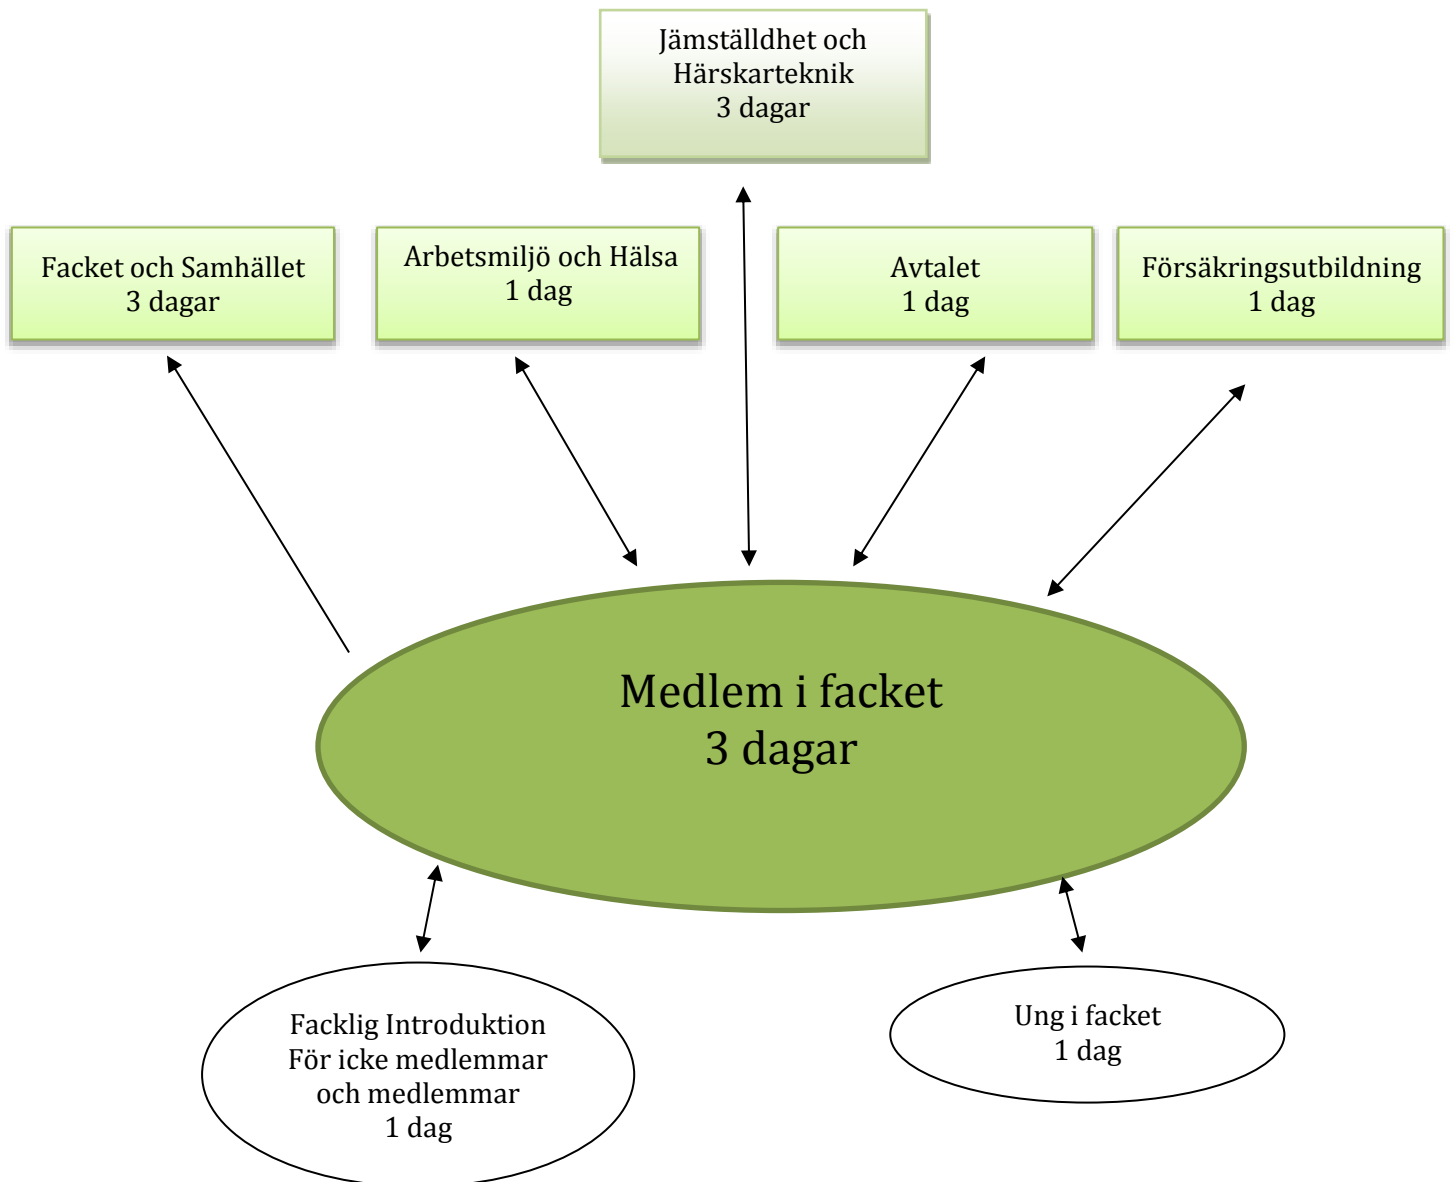 Jämställdhet och
Härskarteknik
3 dagar
Facket och Samhället
3 dagar
Arbetsmiljö och Hälsa
1 dag
Avtalet
1 dag
Försäkringsutbildning
1 dag
Medlem i facket
3 dagar
Facklig Introduktion
För icke medlemmar
och medlemmar
1 dag
Ung i facket
1 dag